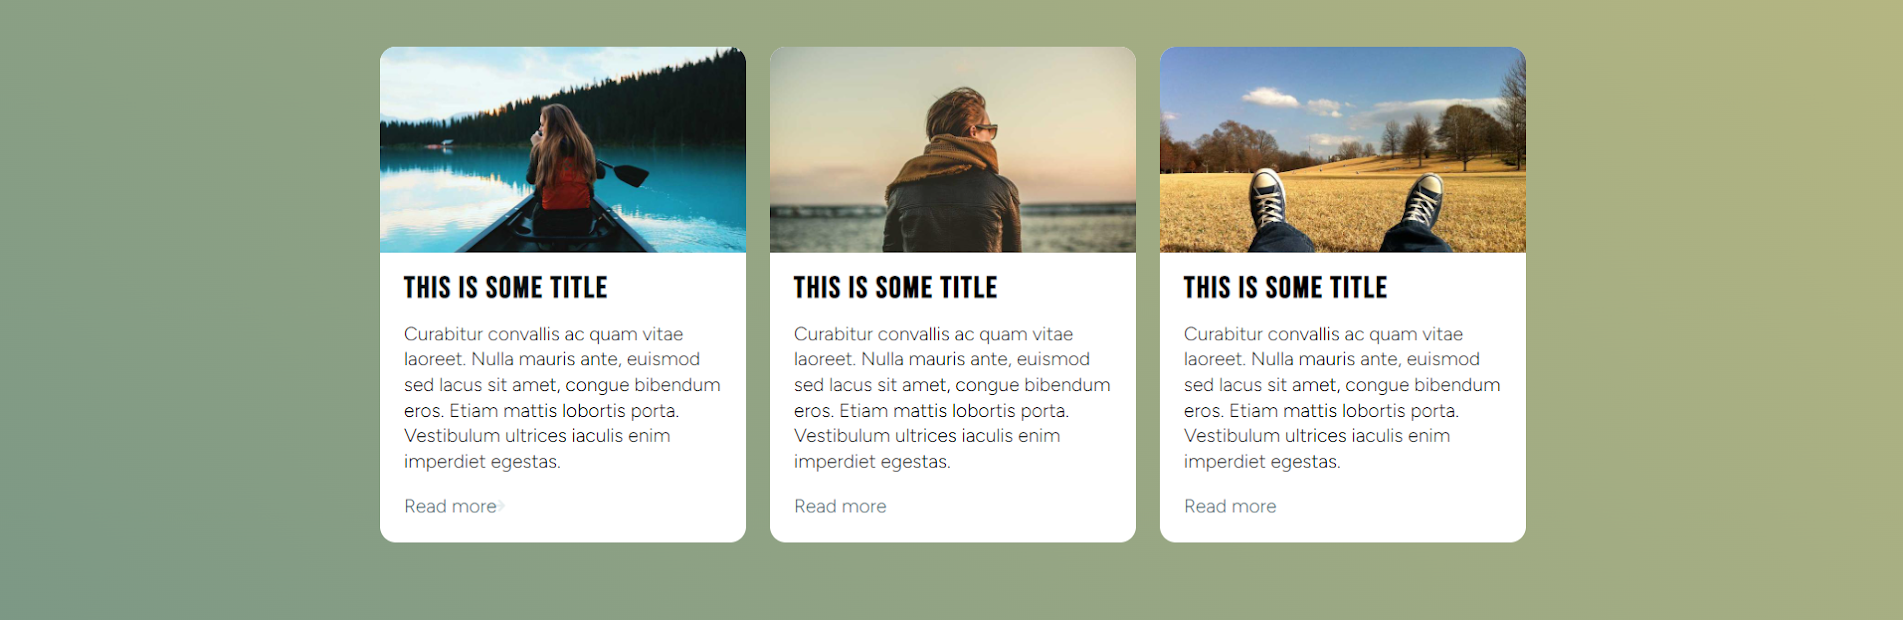 THIS IS SOME TITLE
Curabitur convallis ac quam vitae
laoreet. Nulla mauris ante, euismod
sed lacus sit amet, congue bibendum
eros. Etiam mattis lobortis porta.
Vestibulum ultrices iaculis enim
imperdiet egestas.
Read more
THIS IS SOME TITLE
Curabitur convallis ac quam vitae
laoreet. Nulla mauris ante, euismod
sed lacus sit amet, congue bibendum
eros. Etiam mattis lobortis porta.
Vestibulum ultrices iaculis enim
imperdiet egestas.
Read more
THIS IS SOME TITLE
Curabitur convallis ac quam vitae
laoreet. Nulla mauris ante, euismod
sed lacus sit amet, congue bibendum
eros. Etiam mattis lobortis porta.
Vestibulum ultrices iaculis enim
imperdiet egestas.
Read more